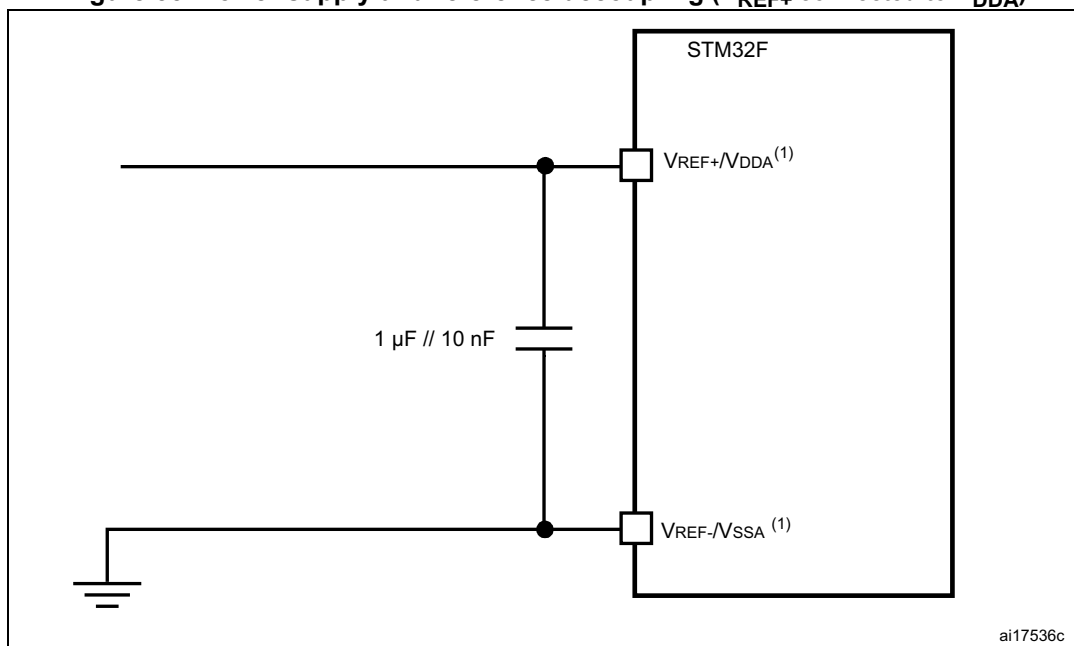 STM32F
VREF+/VDDA(1)
1 µF // 10 nF
VREF-/VSSA (1)
ai17536c